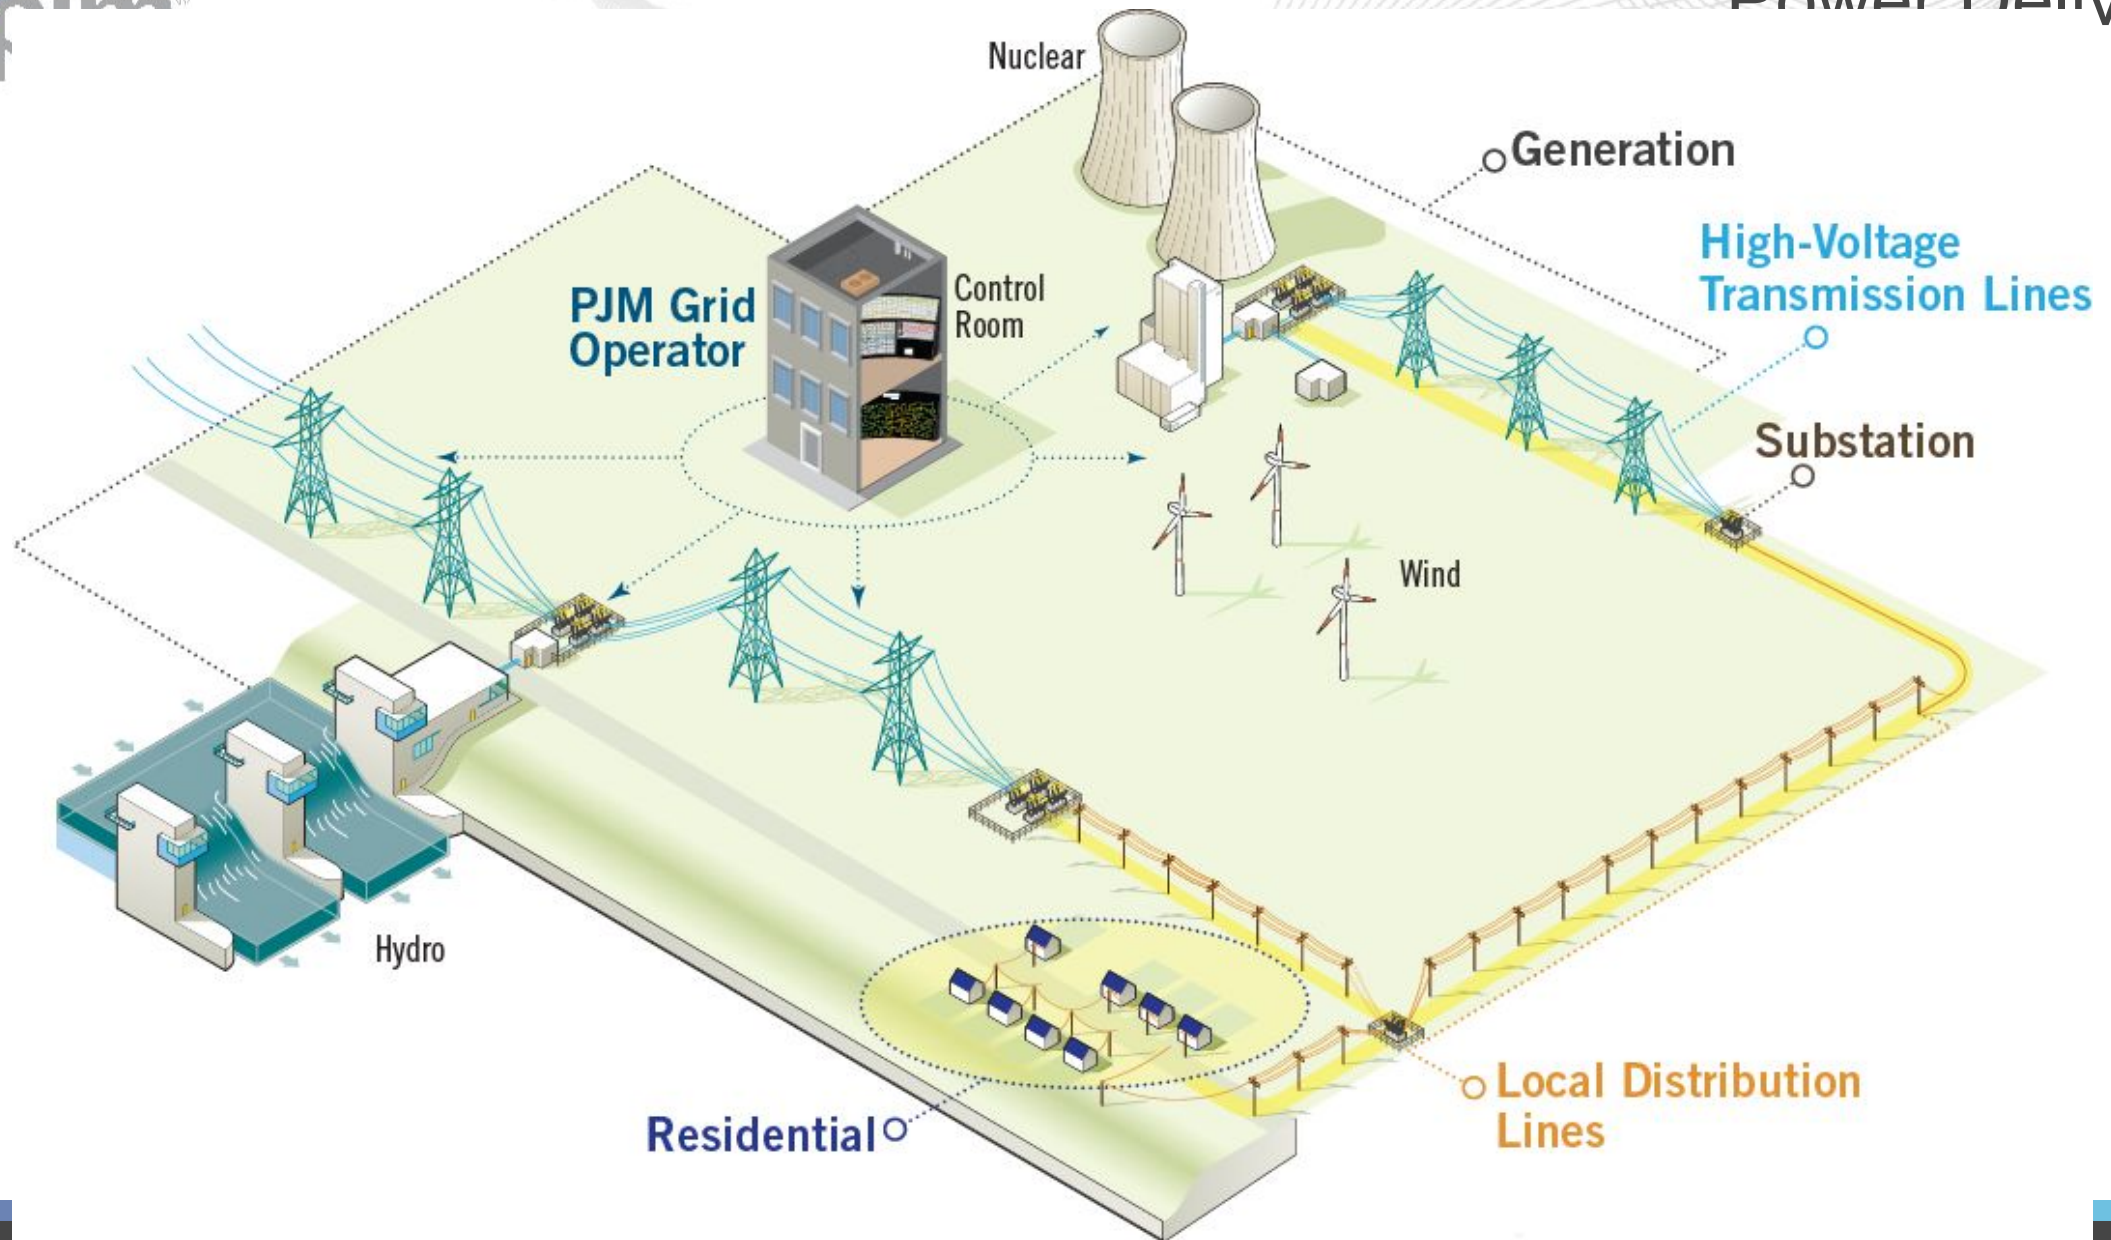 Nuclear
Generation
High-Voltage
Transmission Lines
PJM Grid
Operator
Control
Room
Substation
Wind
Hydro
Local Distribution
Lines
Residential